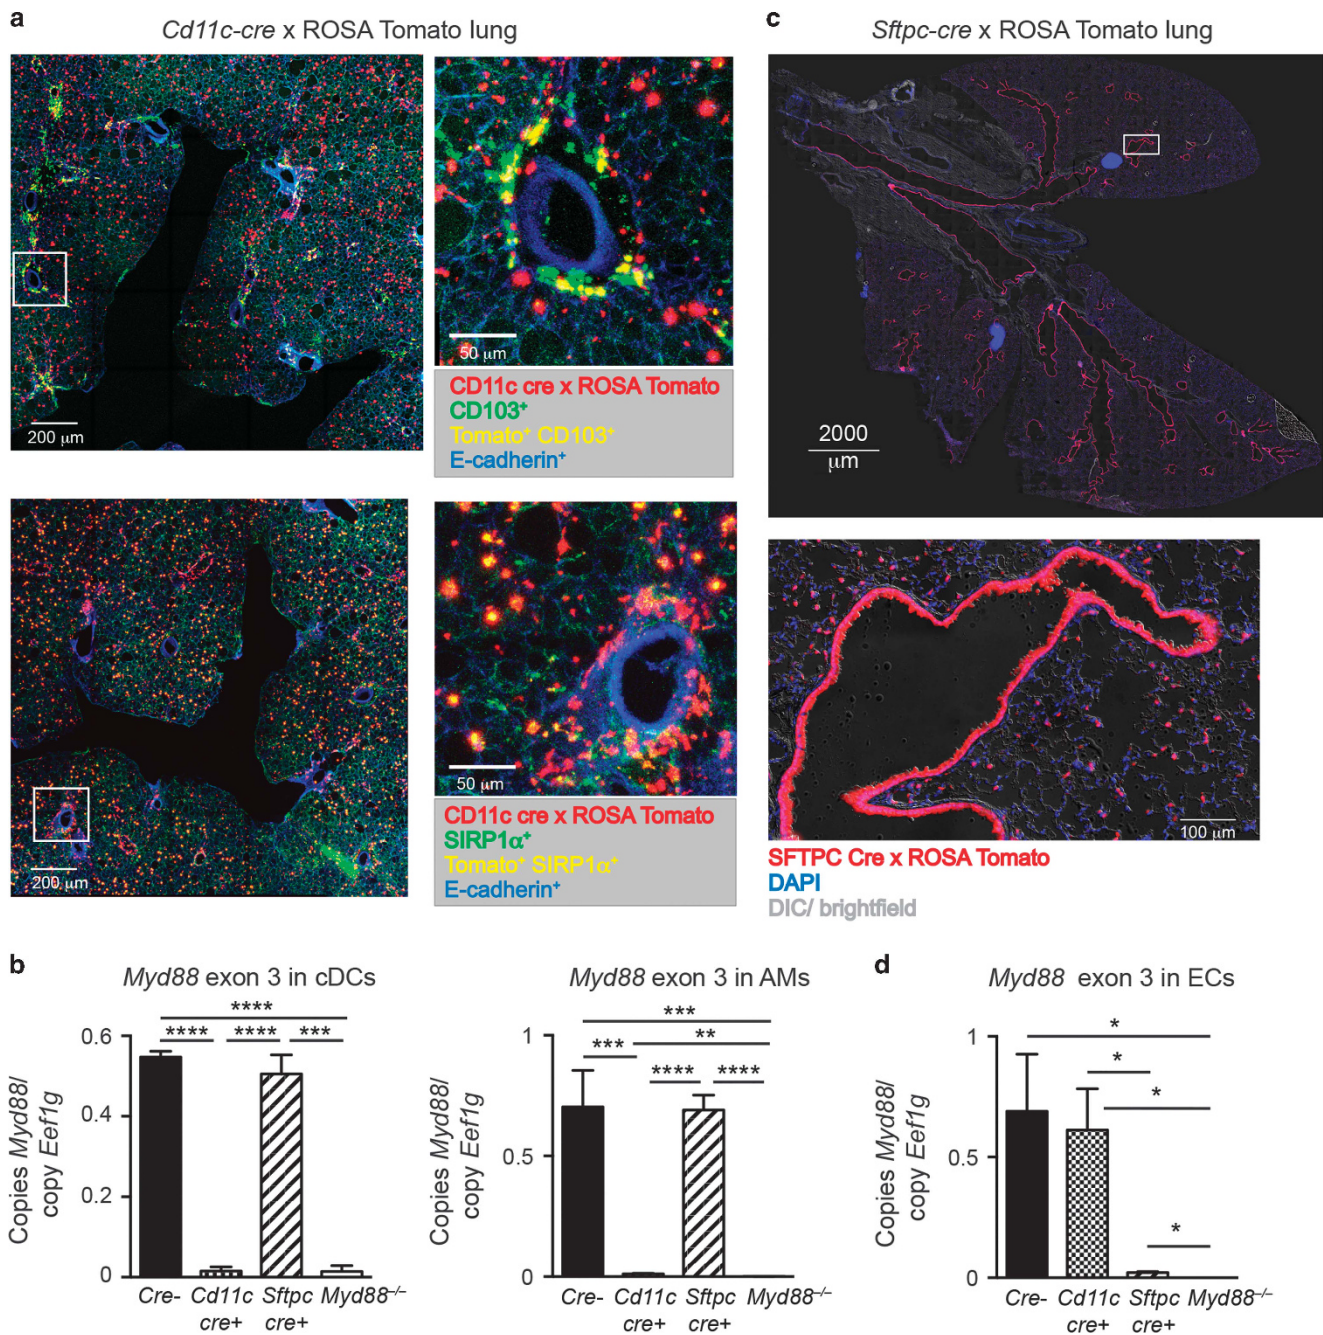 a
Cd11c-cre x ROSA Tomato lung
200 μm
50 μm
CD11c cre x ROSA Tomato
CD103⁺
Tomato⁺ CD103⁺
E-cadherin⁺
200 μm
50 μm
CD11c cre x ROSA Tomato
SIRP1α⁺
Tomato⁺ SIRP1α⁺
E-cadherin⁺
c
Sftpc-cre x ROSA Tomato lung
2000
μm
100 μm
SFTPC Cre x ROSA Tomato
DAPI
DIC/ brightfield
b
Myd88 exon 3 in cDCs
****
**** **** ***
0.6
0.4
0.2
0
Copies Myd88/
copy Eef1g
Cre- Cd11c Sftpc Myd88⁻/⁻
cre+ cre+
Myd88 exon 3 in AMs
***
*** **
**** ****
1
0.5
0
Copies Myd88/
copy Eef1g
Cre- Cd11c Sftpc Myd88⁻/⁻
cre+ cre+
d
Myd88 exon 3 in ECs
*
*
*
*
1
0.5
0
Copies Myd88/
copy Eef1g
Cre- Cd11c Sftpc Myd88⁻/⁻
cre+ cre+